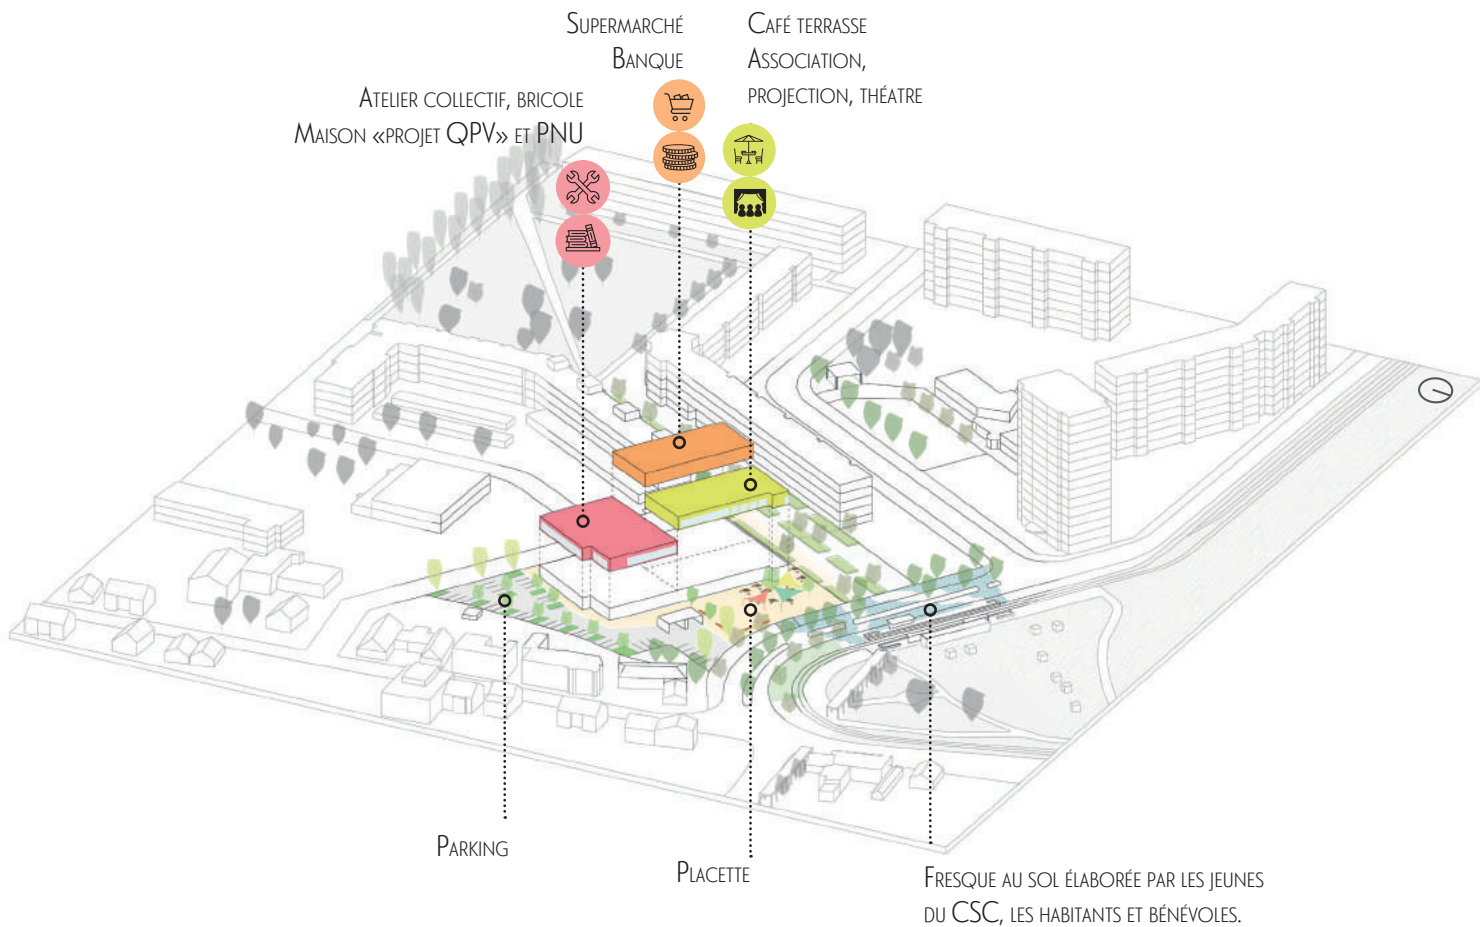 Supermarché
Banque
Café terrasse
Association,
projection, théatre
Atelier collectif, bricole
Maison «projet QPV» et PNU
Parking
Placette
Fresque au sol élaborée par les jeunes
du CSC, les habitants et bénévoles.